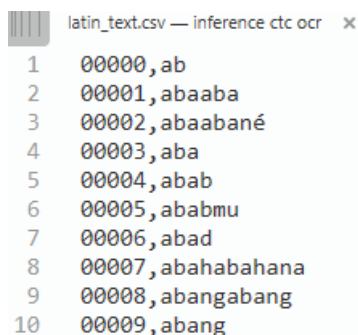 latin_text.csv — inference ctc ocr ×
1 00000,ab
2 00001,abaaba
3 00002,abaabané
4 00003,aba
5 00004,abab
6 00005,ababmu
7 00006,abad
8 00007,abahabahana
9 00008,abangabang
10 00009,abang